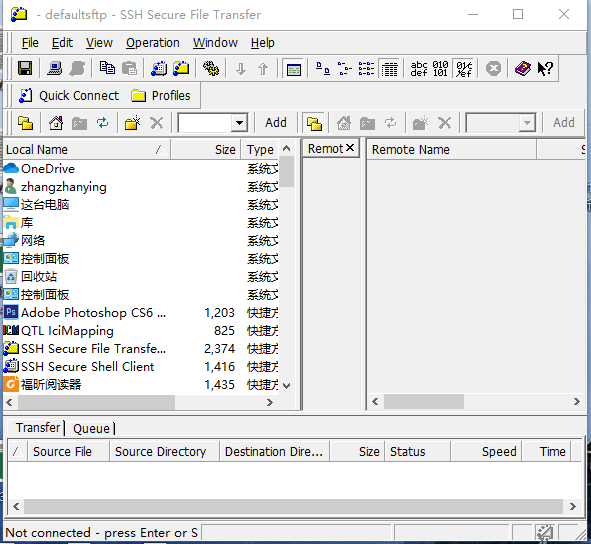 - defaultsftp - SSH Secure File Transfer
File Edit View Operation Window Help
abc def 010 101 01% /ef
Quick Connect Profiles
Add Add
Local Name / Size Type
Remot Remote Name S
OneDrive 系统文
zhangzhanying 系统文
这台电脑 系统文
库 系统文
网络 系统文
控制面板 系统文
回收站 系统文
控制面板 系统文
Adobe Photoshop CS6 ... 1,203 快捷方
QTL IciMapping 825 快捷方
SSH Secure File Transfe... 2,374 快捷方
SSH Secure Shell Client 1,416 快捷方
福昕阅读器 1,435 快捷方
Transfer Queue
/ Source File Source Directory Destination Dire... Size Status Speed Time
Not connected - press Enter or S